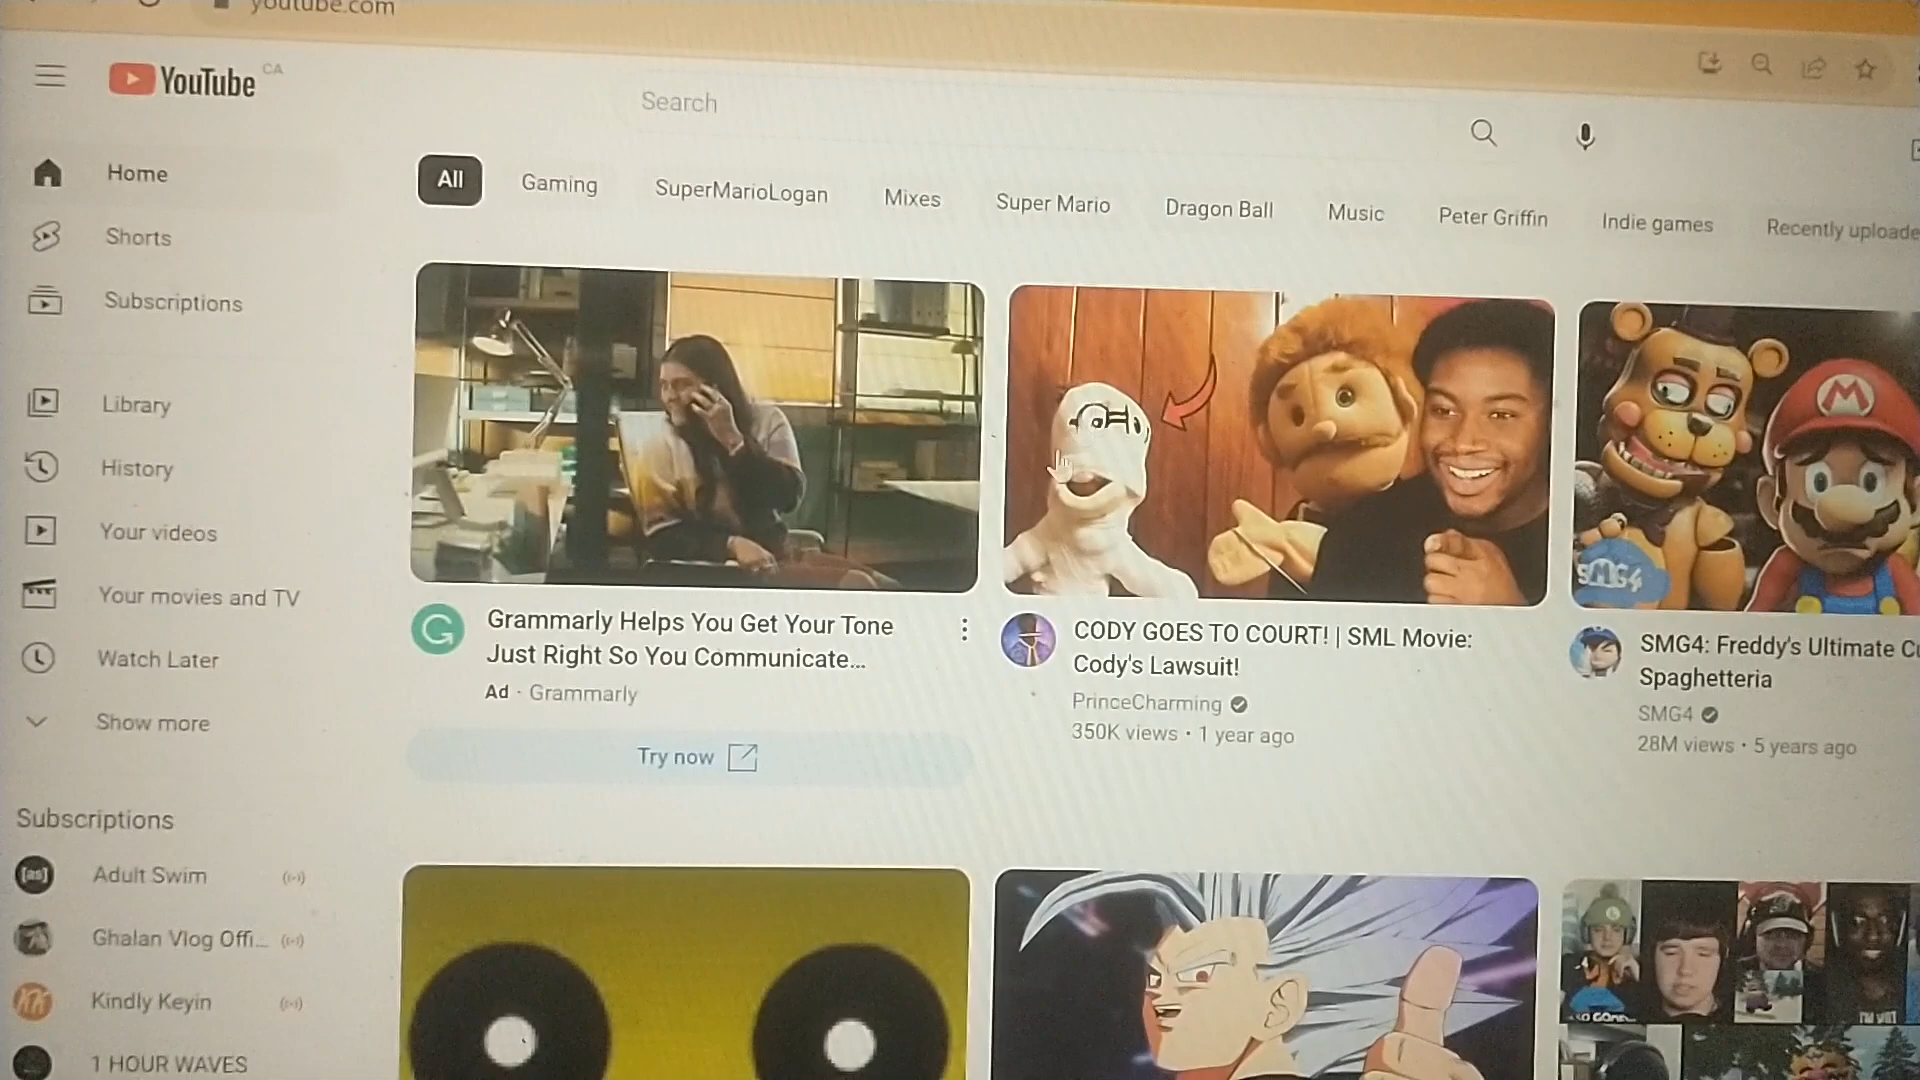 youtube.com
YouTube CA
Search
Home
Shorts
Subscriptions
Library
History
Your videos
Your movies and TV
Watch Later
Show more
Subscriptions
Adult Swim
Ghalan Vlog Offi...
Kindly Keyin
1 HOUR WAVES
All
Gaming
SuperMarioLogan
Mixes
Super Mario
Dragon Ball
Music
Peter Griffin
Indie games
Recently uploade
Grammarly Helps You Get Your Tone
Just Right So You Communicate...
Ad · Grammarly
Try now
CODY GOES TO COURT! | SML Movie:
Cody's Lawsuit!
PrinceCharming
350K views • 1 year ago
SMG4
SMG4: Freddy's Ultimate
Spaghetteria
SMG4
28M views • 5 years ago
[as]
M